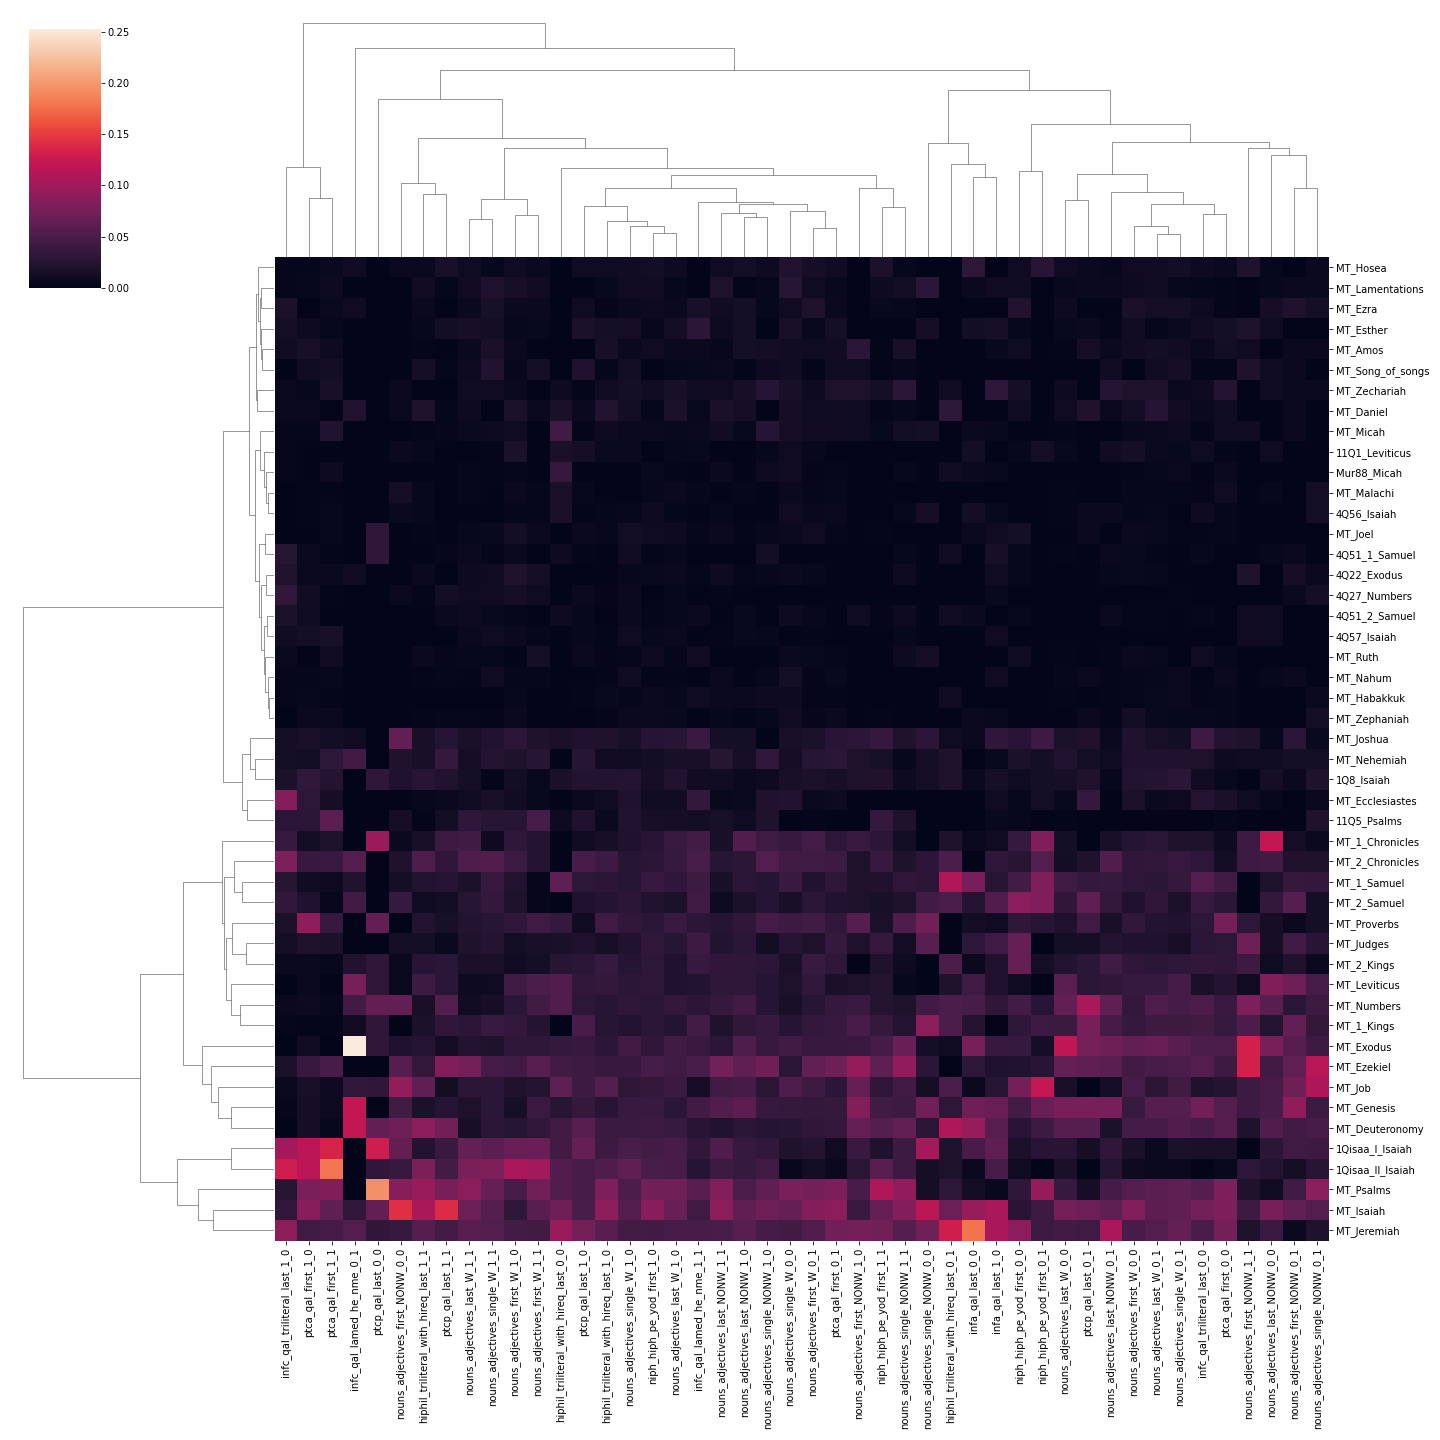 0.25
0.20
0.15
0.10
0.05
0.00
MT_Hosea
MT_Lamentations
MT_Ezra
MT_Esther
MT_Amos
MT_Song_of_songs
MT_Zechariah
MT_Daniel
MT_Micah
11Q1_Leviticus
Mur88_Micah
MT_Malachi
4Q56_Isaiah
MT_Joel
4Q51_1_Samuel
4Q22_Exodus
4Q27_Numbers
4Q51_2_Samuel
4Q57_Isaiah
MT_Ruth
MT_Nahum
MT_Habakkuk
MT_Zephaniah
MT_Joshua
MT_Nehemiah
1Q8_Isaiah
MT_Ecclesiastes
11Q5_Psalms
MT_1_Chronicles
MT_2_Chronicles
MT_1_Samuel
MT_2_Samuel
MT_Proverbs
MT_Judges
MT_2_Kings
MT_Leviticus
MT_Numbers
MT_1_Kings
MT_Exodus
MT_Ezekiel
MT_Job
MT_Genesis
MT_Deuteronomy
1Qisaa_I_Isaiah
1Qisaa_II_Isaiah
MT_Psalms
MT_Isaiah
MT_Jeremiah
infc_qal_triliteral_last_1_0
ptca_qal_first_1_0
ptca_qal_first_1_1
infc_qal_lamed_he_nme_0_1
ptcp_qal_last_0_0
nouns_adjectives_first_NONW_0_0
hiphil_triliteral_with_hireq_last_1_1
ptcp_qal_last_1_1
nouns_adjectives_last_W_1_1
nouns_adjectives_single_W_1_1
nouns_adjectives_first_W_1_0
nouns_adjectives_first_W_1_1
hiphil_triliteral_with_hireq_last_0_0
ptcp_qal_last_1_0
hiphil_triliteral_with_hireq_last_1_0
nouns_adjectives_single_W_1_0
niph_hiph_pe_yod_first_1_0
nouns_adjectives_last_W_1_0
infc_qal_lamed_he_nme_1_1
nouns_adjectives_last_NONW_1_1
nouns_adjectives_last_NONW_1_0
nouns_adjectives_single_NONW_1_0
nouns_adjectives_single_W_0_0
nouns_adjectives_first_W_0_1
ptca_qal_first_0_1
nouns_adjectives_first_NONW_1_0
niph_hiph_pe_yod_first_1_1
nouns_adjectives_single_NONW_1_1
nouns_adjectives_single_NONW_0_0
hiphil_triliteral_with_hireq_last_0_1
infa_qal_last_0_0
infa_qal_last_1_0
niph_hiph_pe_yod_first_0_0
niph_hiph_pe_yod_first_0_1
nouns_adjectives_last_W_0_0
ptcp_qal_last_0_1
nouns_adjectives_last_NONW_0_1
nouns_adjectives_first_W_0_0
nouns_adjectives_last_W_0_1
nouns_adjectives_single_W_0_1
infc_qal_triliteral_last_0_0
ptca_qal_first_0_0
nouns_adjectives_first_NONW_1_1
nouns_adjectives_last_NONW_0_0
nouns_adjectives_first_NONW_0_1
nouns_adjectives_single_NONW_0_1